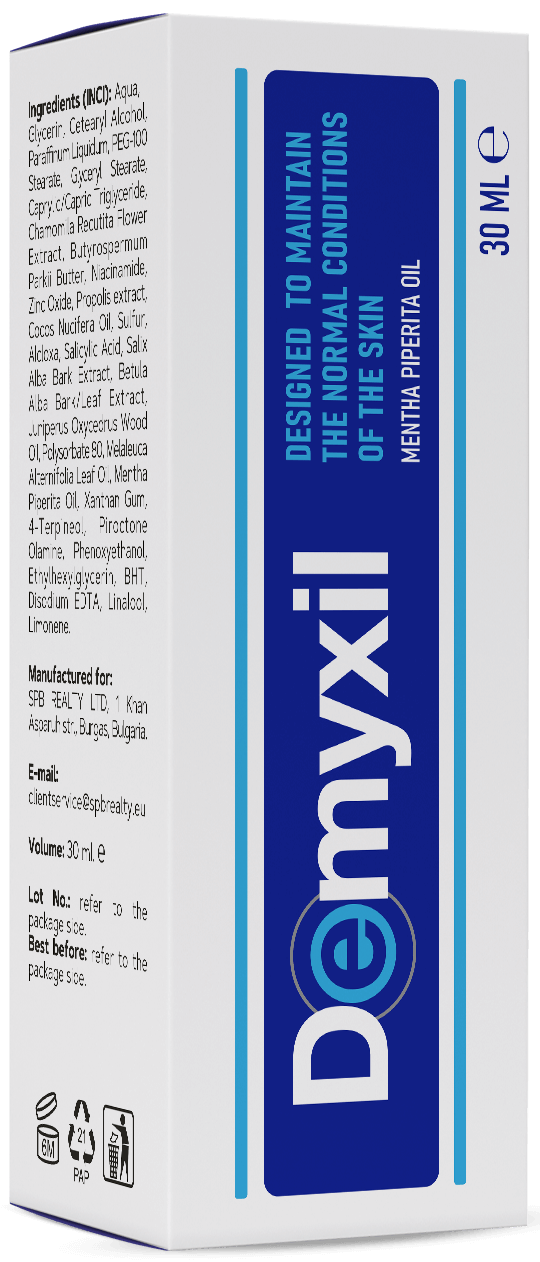 Ingredients (INCI): Aqua,
Glycerin, Cetearyl Alcohol,
Paraffinum Liquidum, PEG-100
Stearate, Glyceryl Stearate,
Caprylic/Capric Triglyceride,
Chamomilla Recutita Flower
Extract, Butyrospermum
Parkii Butter, Niacinamide,
Zinc Oxide, Propolis extract,
Cocos Nucifera Oil, Sulfur,
Alcloxa, Salicylic Acid, Salix
Alba Bark Extract, Betula
Alba Bark/Leaf Extract,
Juniperus Oxycedrus Wood
Oil, Polysorbate 80, Melaleuca
Alternifolia Leaf Oil, Mentha
Piperita Oil, Xanthan Gum,
4-Terpineol, Piroctone
Olamine, Phenoxyethanol,
Ethylhexylglycerin, BHT,
Disodium EDTA, Linalool,
Limonene.
Manufactured for:
SPB REALTY LTD, 1 Khan
Asparuh str., Burgas, Bulgaria.
E-mail:
clientservice@spbrealty.eu
Volume: 30 ml. ℮
Lot No.: refer to the
package side.
Best before: refer to the
package side.
6M
21
PAP
Demyxil
DESIGNED TO MAINTAIN
THE NORMAL CONDITIONS
OF THE SKIN
MENTHA PIPERITA OIL
30 ML ℮